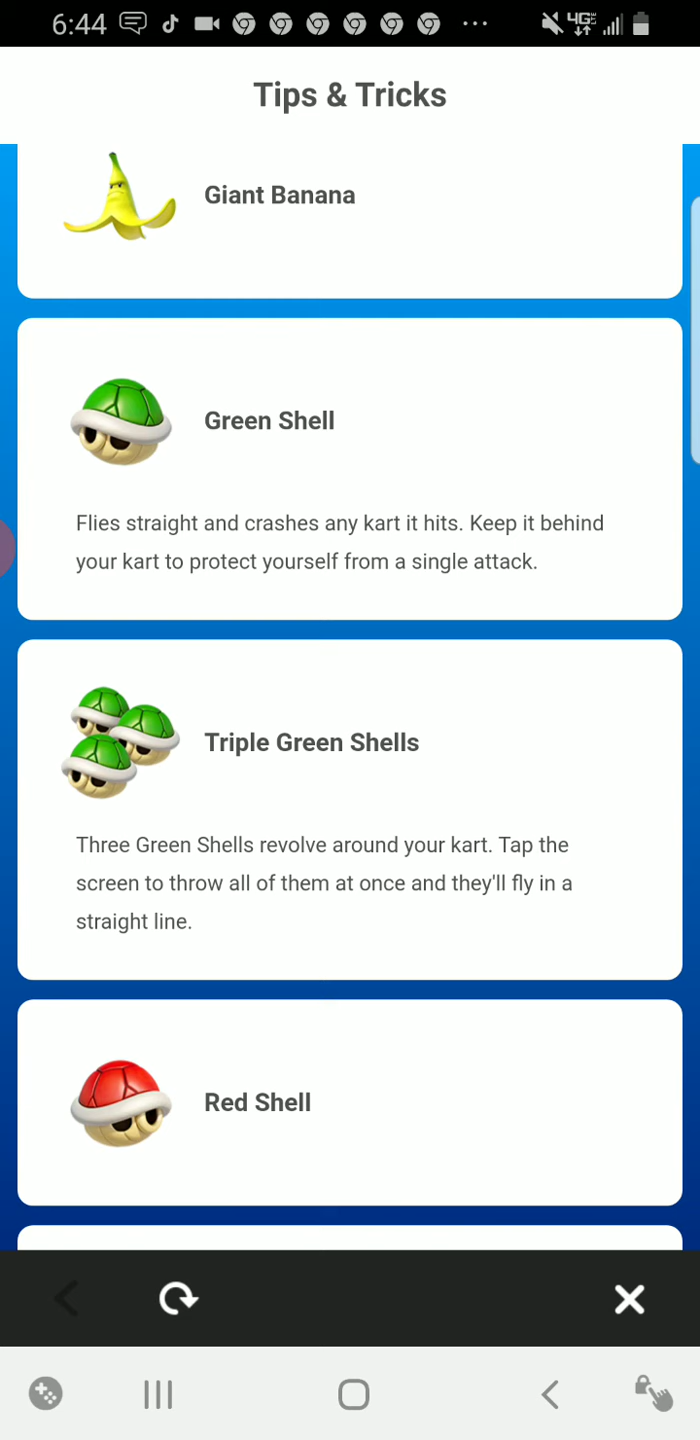 6:44
4G LTE
Tips & Tricks
Giant Banana
Green Shell
Flies straight and crashes any kart it hits. Keep it behind
your kart to protect yourself from a single attack.
Triple Green Shells
Three Green Shells revolve around your kart. Tap the
screen to throw all of them at once and they'll fly in a
straight line.
Red Shell